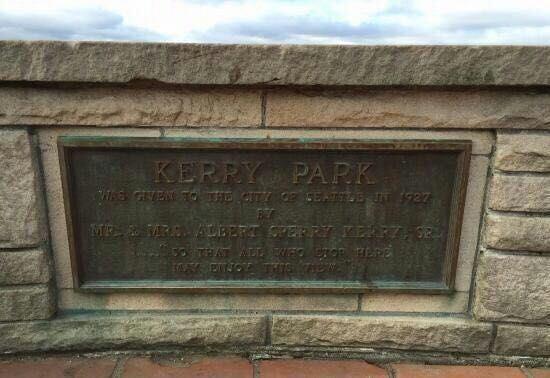 KERRY PARK
WAS GIVEN TO THE CITY OF SEATTLE IN 1927
BY
MR. & MRS. ALBERT SPERRY KERRY, SR.
...."SO THAT ALL WHO STOP HERE
MAY ENJOY THIS VIEW."